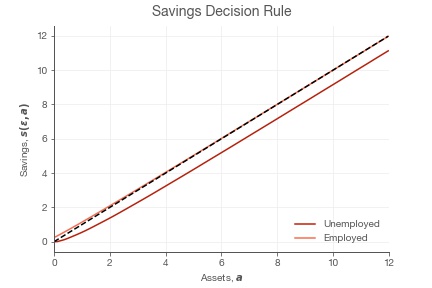 Savings Decision Rule
Savings, s(ε, a)
12
10
8
6
4
2
0
0 2 4 6 8 10 12
Assets, a
Unemployed
Employed